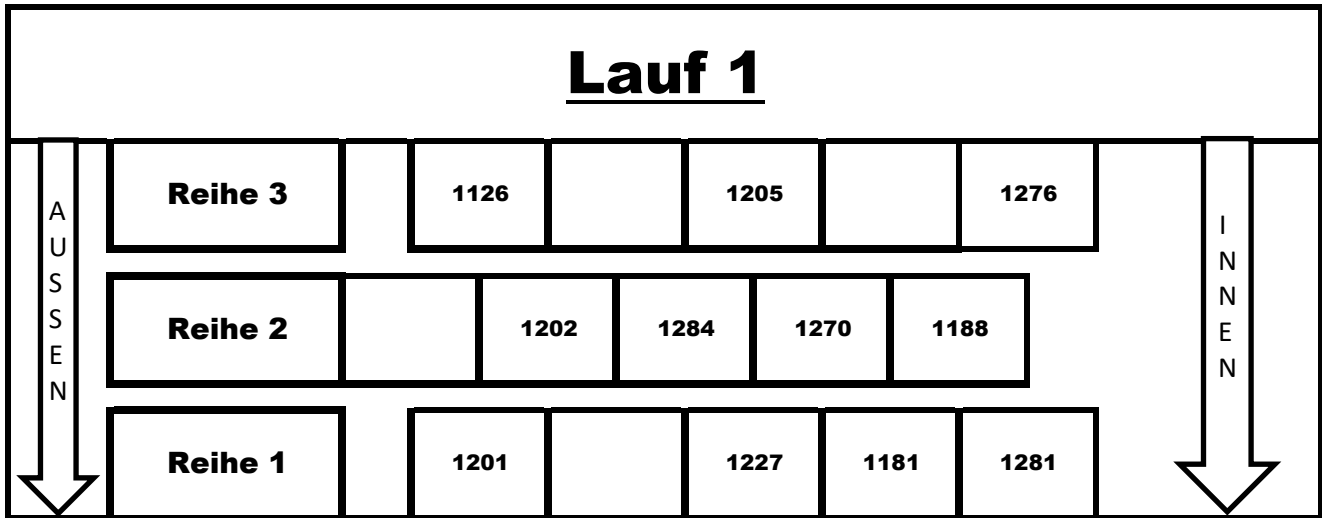 Lauf 1
Reihe 3 1126 1205 1276
Reihe 2 1202 1284 1270 1188
Reihe 1 1201 1227 1181 1281
AUSSEN
INNEN